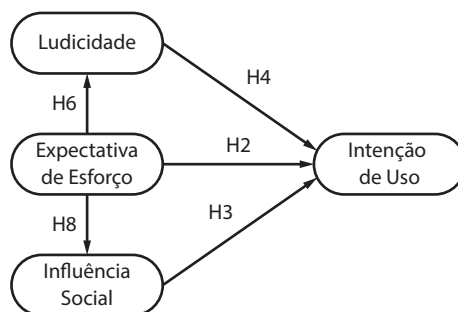 Ludicidade
H4
H6
Expectativa
de Esforço
H2
Intenção
de Uso
H8
H3
Influência
Social